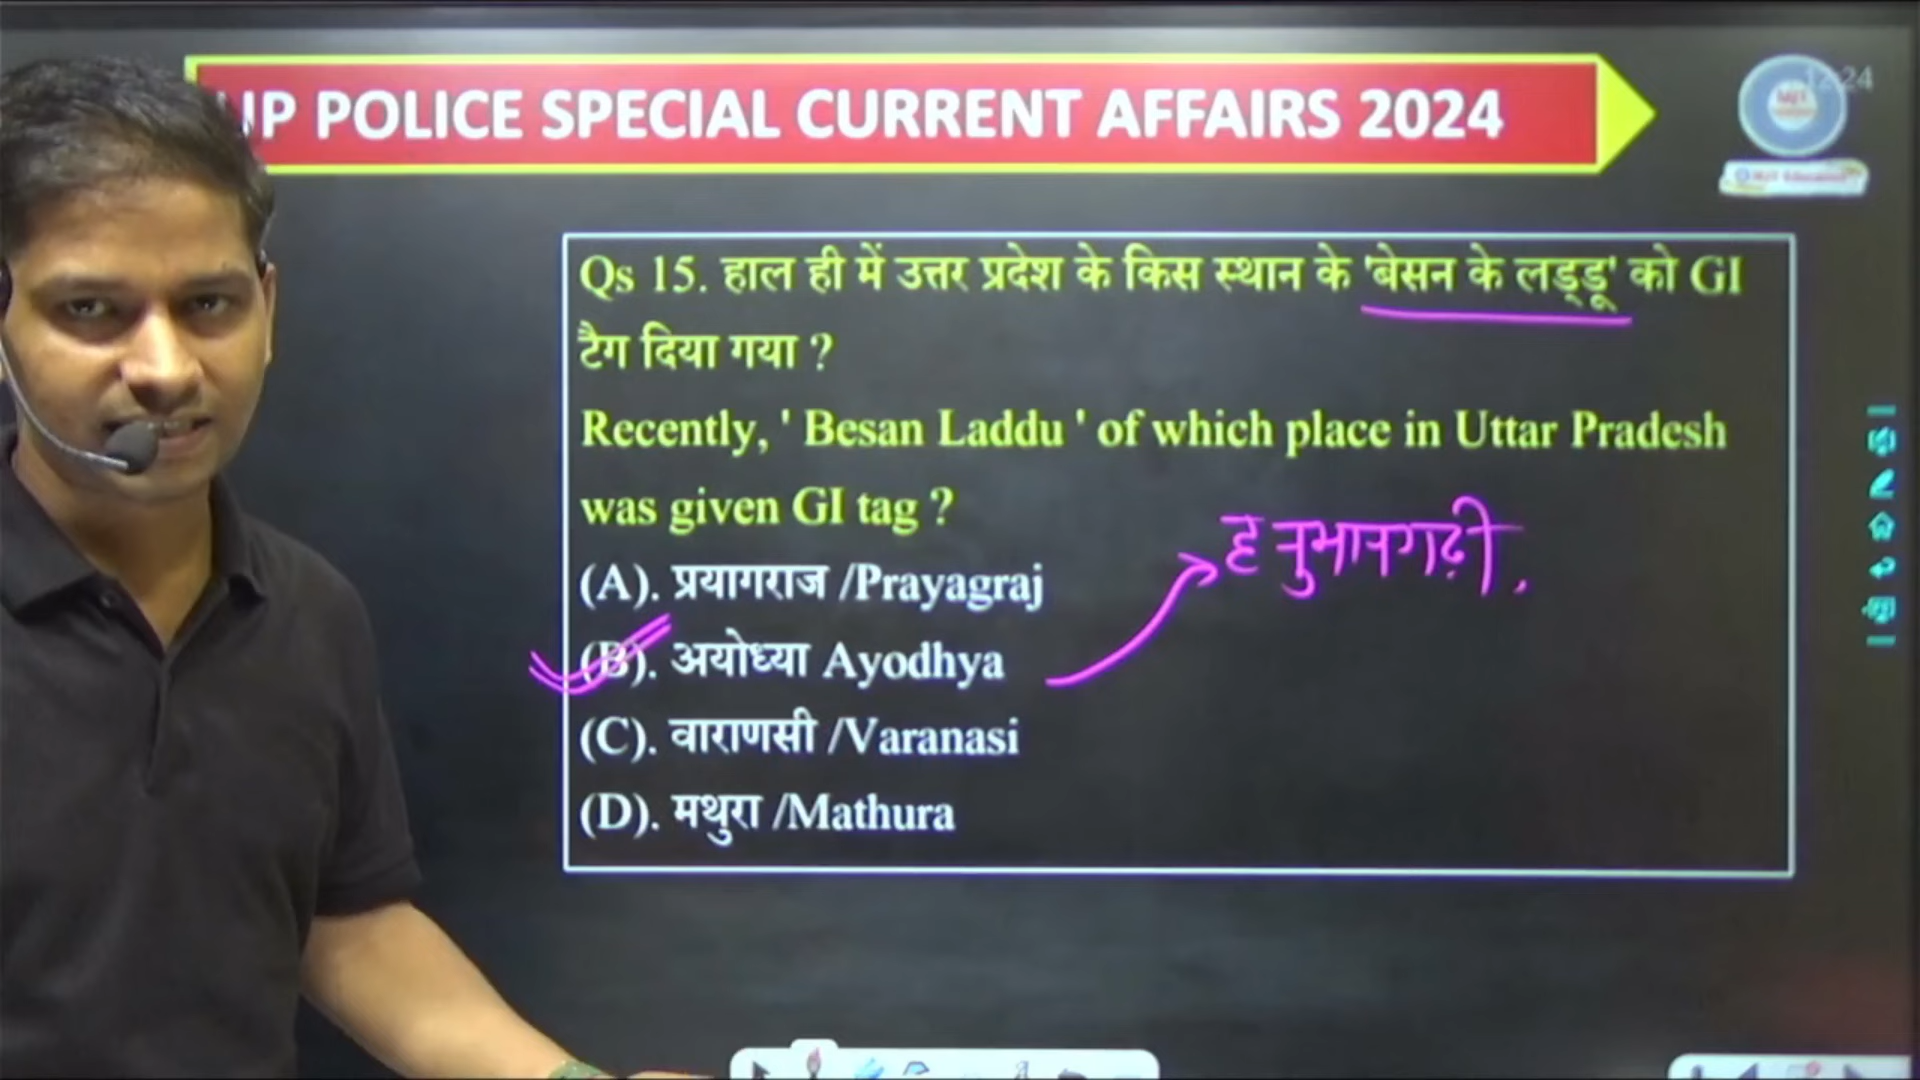 UP POLICE SPECIAL CURRENT AFFAIRS 2024
Qs 15. हाल ही में उत्तर प्रदेश के किस स्थान के 'बेसन के लड्डू' को GI
टैग दिया गया ?
Recently, ' Besan Laddu ' of which place in Uttar Pradesh
was given GI tag ?
हनुमानगढ़ी.
(A). प्रयागराज /Prayagraj
(B). अयोध्या Ayodhya
(C). वाराणसी /Varanasi
(D). मथुरा /Mathura